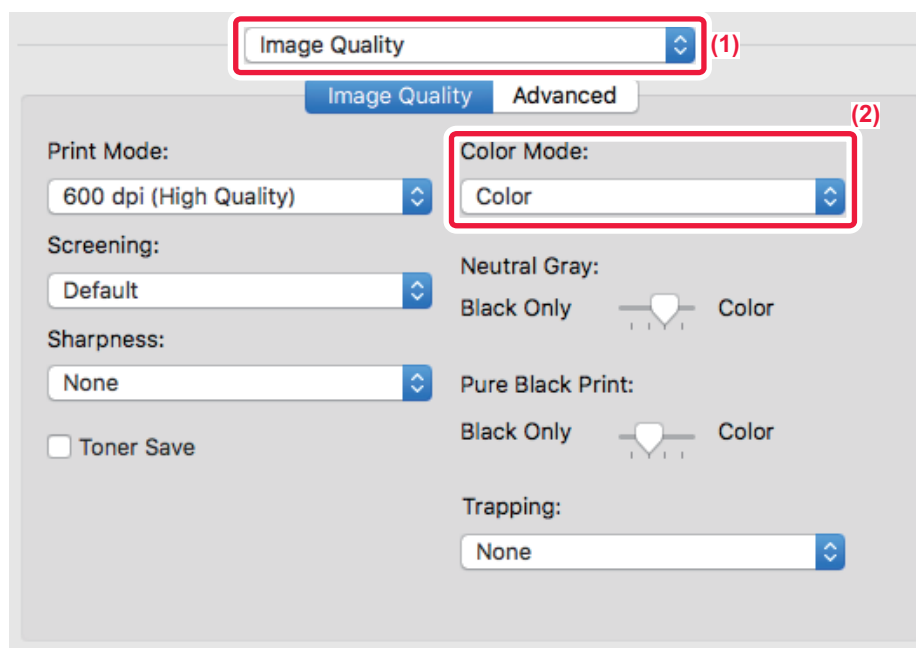 Image Quality
(1)
Image Quality Advanced
(2)
Print Mode:
600 dpi (High Quality)
Screening:
Default
Sharpness:
None
Toner Save
Color Mode:
Color
Neutral Gray:
Black Only Color
Pure Black Print:
Black Only Color
Trapping:
None